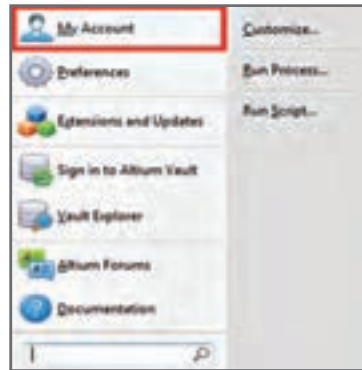 My Account
Preferences
Extensions and Updates
Sign in to Altium Vault
Vault Explorer
Altium Forums
Documentation
Customize...
Run Process...
Run Script...